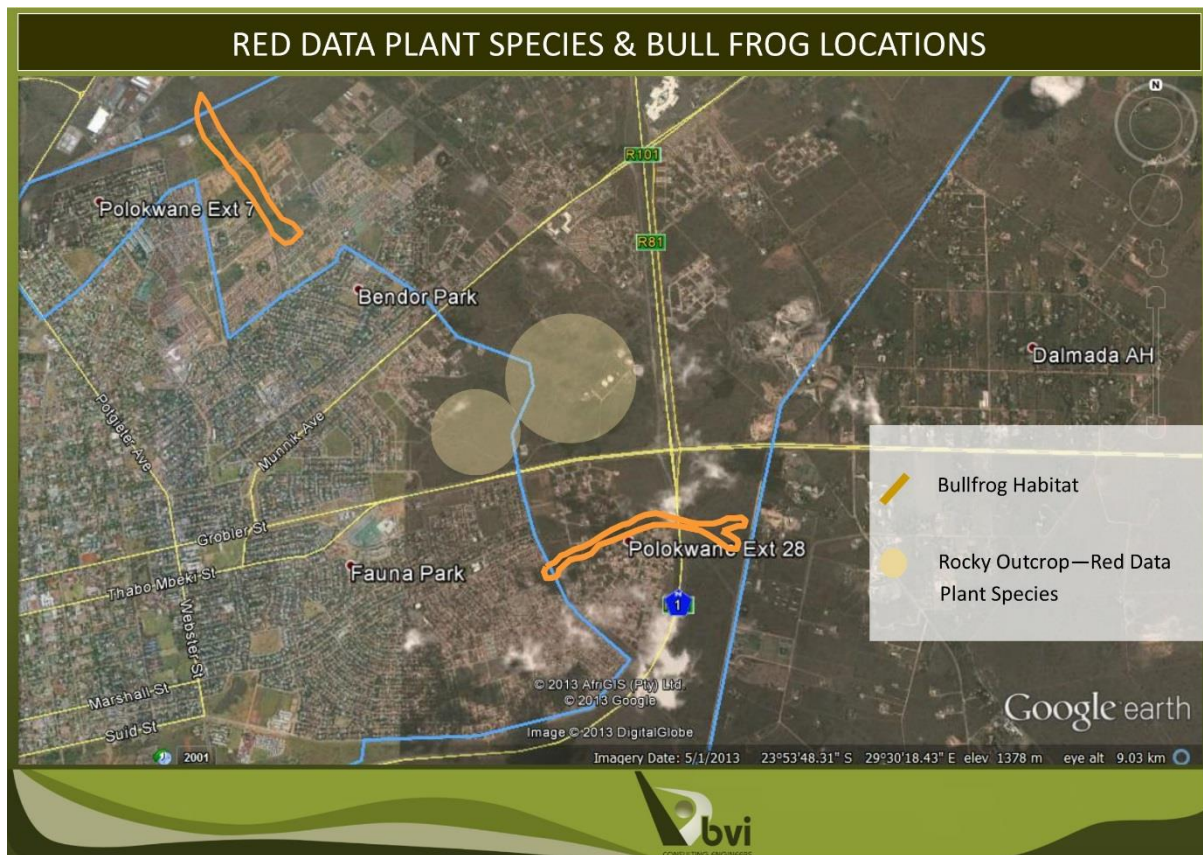 RED DATA PLANT SPECIES & BULL FROG LOCATIONS
N
R101
Polokwane Ext 7
R81
Bendor Park
Dalmada AH
Potgieter Ave
Munnik Ave
Bullfrog Habitat
Grobler St
Polokwane Ext 28
Rocky Outcrop—Red Data
Plant Species
Thabo Mbeki St
Fauna Park
Webster St
N
1
Marshall St
© 2013 AfriGIS (Pty) Ltd.
© 2013 Google
Suid St
Google earth
Image © 2013 DigitalGlobe
2001
Imagery Date: 5/1/2013 23°53'48.31" S 29°30'18.43" E elev 1378 m eye alt 9.03 km
bvi
CONSULTING ENGINEERS